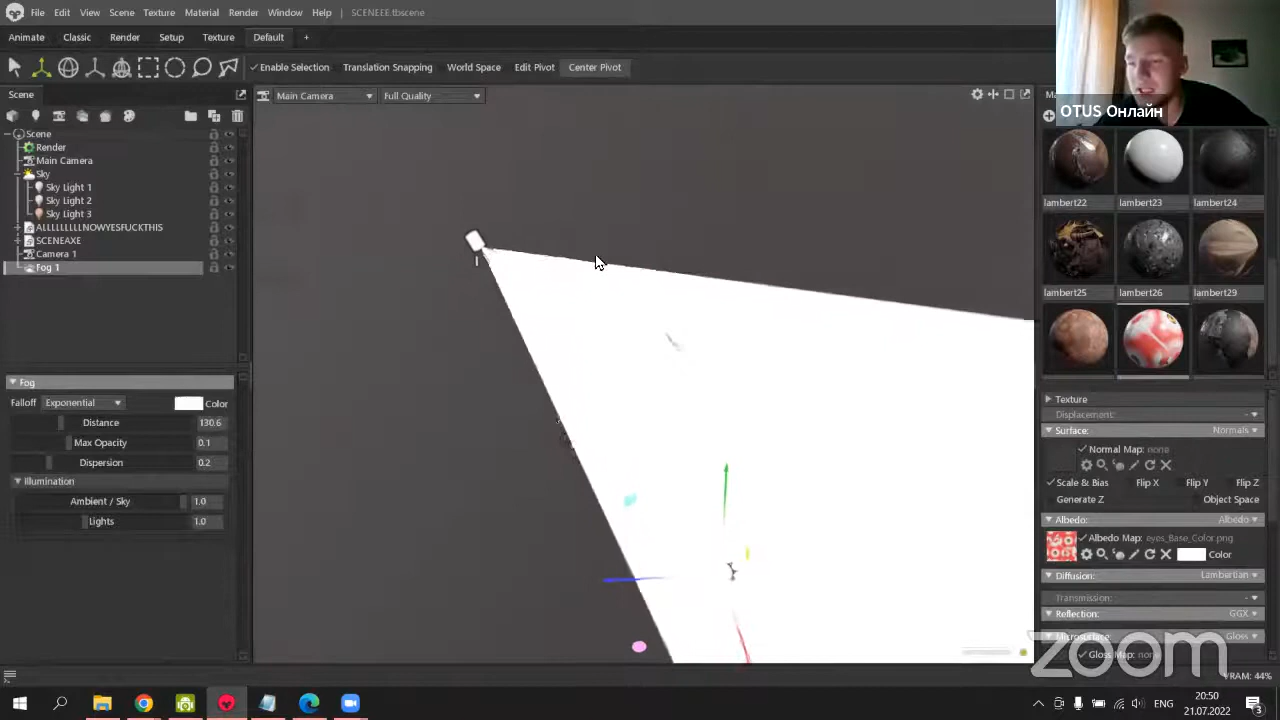 File Edit View Scene Texture Material Render Window Help SCENEEE.tbscene
Animate Classic Render Setup Texture Default +
Enable Selection Translation Snapping World Space Edit Pivot Center Pivot
Scene
Main Camera Full Quality
OTUS Онлайн
Scene
Render
Main Camera
Sky
Sky Light 1
Sky Light 2
Sky Light 3
ALLLLLLLLNOWYESFUCKTHIS
SCENEAXE
Camera 1
Fog 1
lambert22 lambert23 lambert24
lambert25 lambert26 lambert29
Fog
Falloff Exponential Color
Distance 130.6
Max Opacity 0.1
Dispersion 0.2
Illumination
Ambient / Sky 1.0
Lights 1.0
Texture
Displacement: -
Surface: Normals
Normal Map: none
Scale & Bias Flip X Flip Y Flip Z
Generate Z Object Space
Albedo: Albedo
Albedo Map: eyes_Base_Color.png
Color
Diffusion: Lambertian
Transmission: -
Reflection: GGX
Microsurface: Gloss
Gloss Map: none
zoom
VRAM: 44%
ENG 20:50
21.07.2022 3